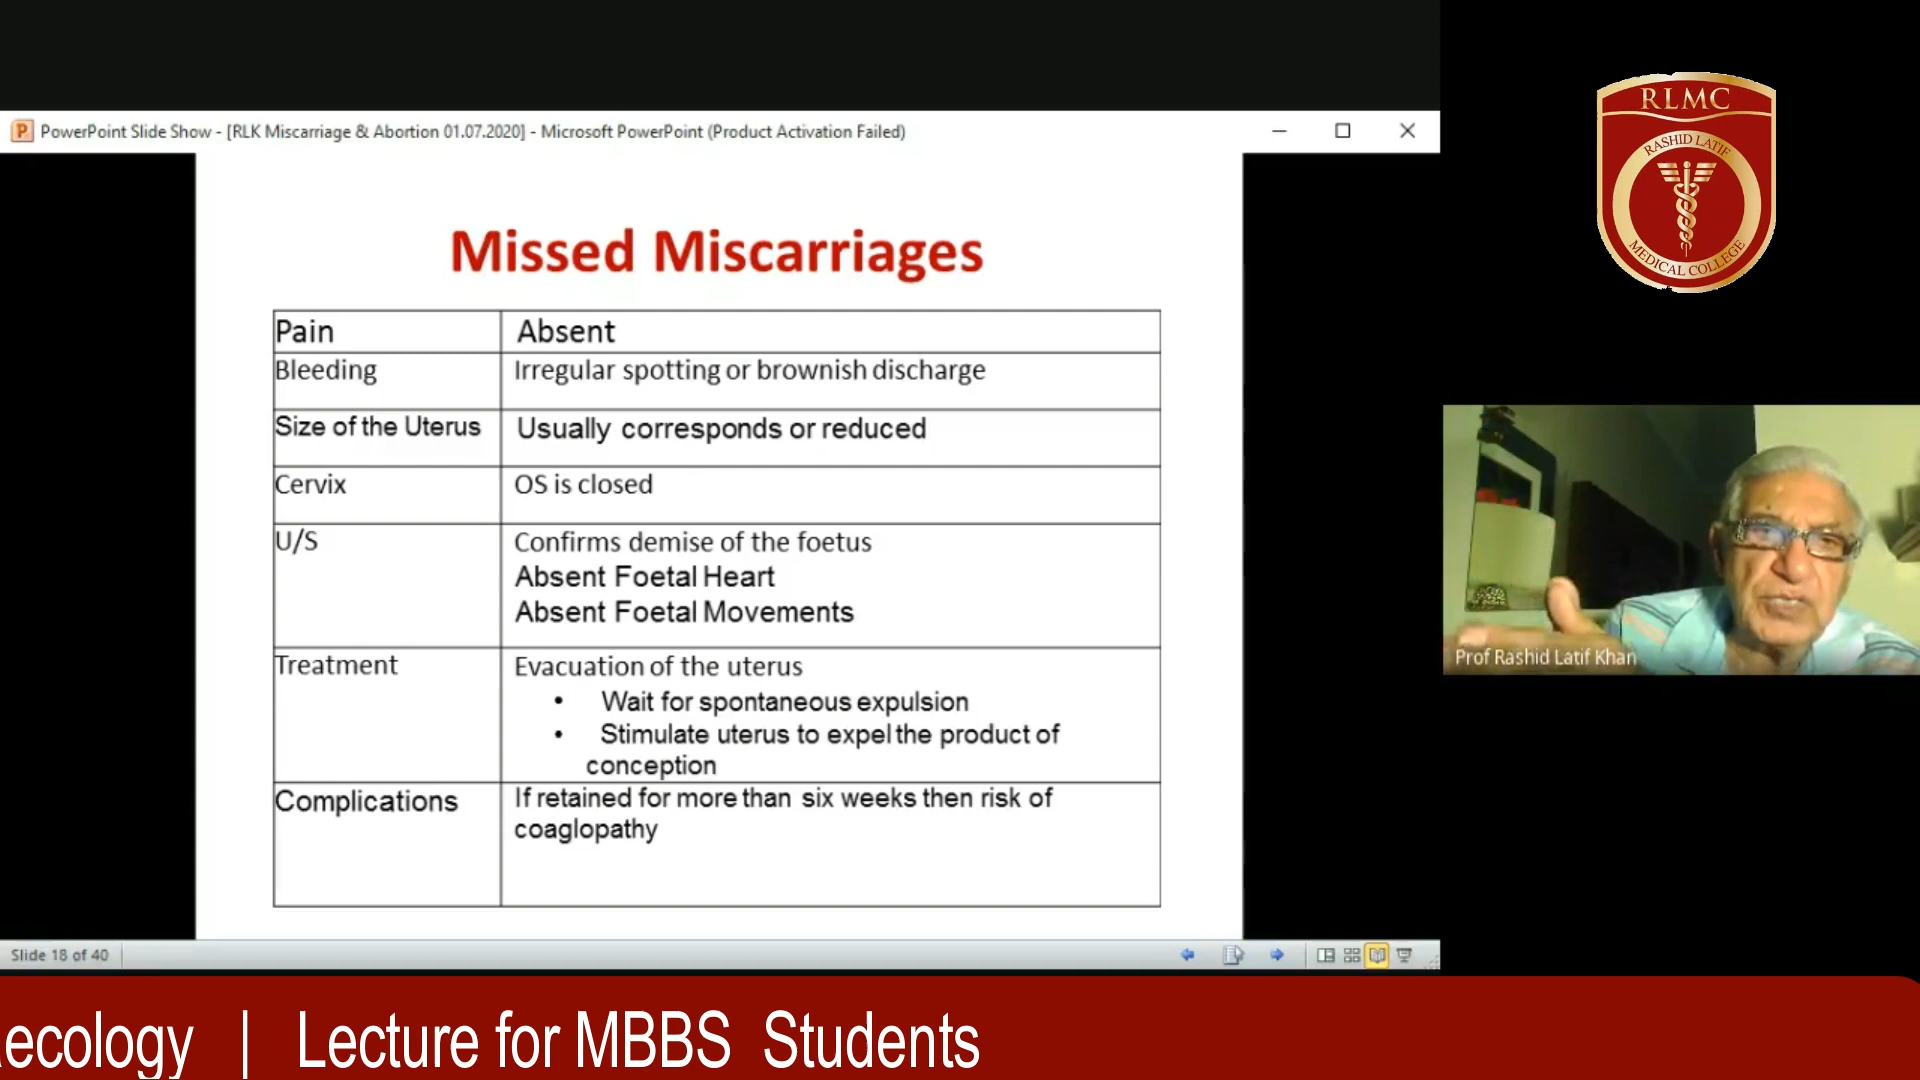 PowerPoint Slide Show - [RLK Miscarriage & Abortion 01.07.2020] - Microsoft PowerPoint (Product Activation Failed)
Missed Miscarriages
Pain Absent
Bleeding Irregular spotting or brownish discharge
Size of the Uterus Usually corresponds or reduced
Cervix OS is closed
U/S Confirms demise of the foetus
Absent Foetal Heart
Absent Foetal Movements
Treatment Evacuation of the uterus
• Wait for spontaneous expulsion
• Stimulate uterus to expel the product of
conception
Complications If retained for more than six weeks then risk of
coaglopathy
Slide 18 of 40
RLMC
RASHID LATIF
MEDICAL COLLEGE
Prof Rashid Latif Khan
ecology | Lecture for MBBS Students